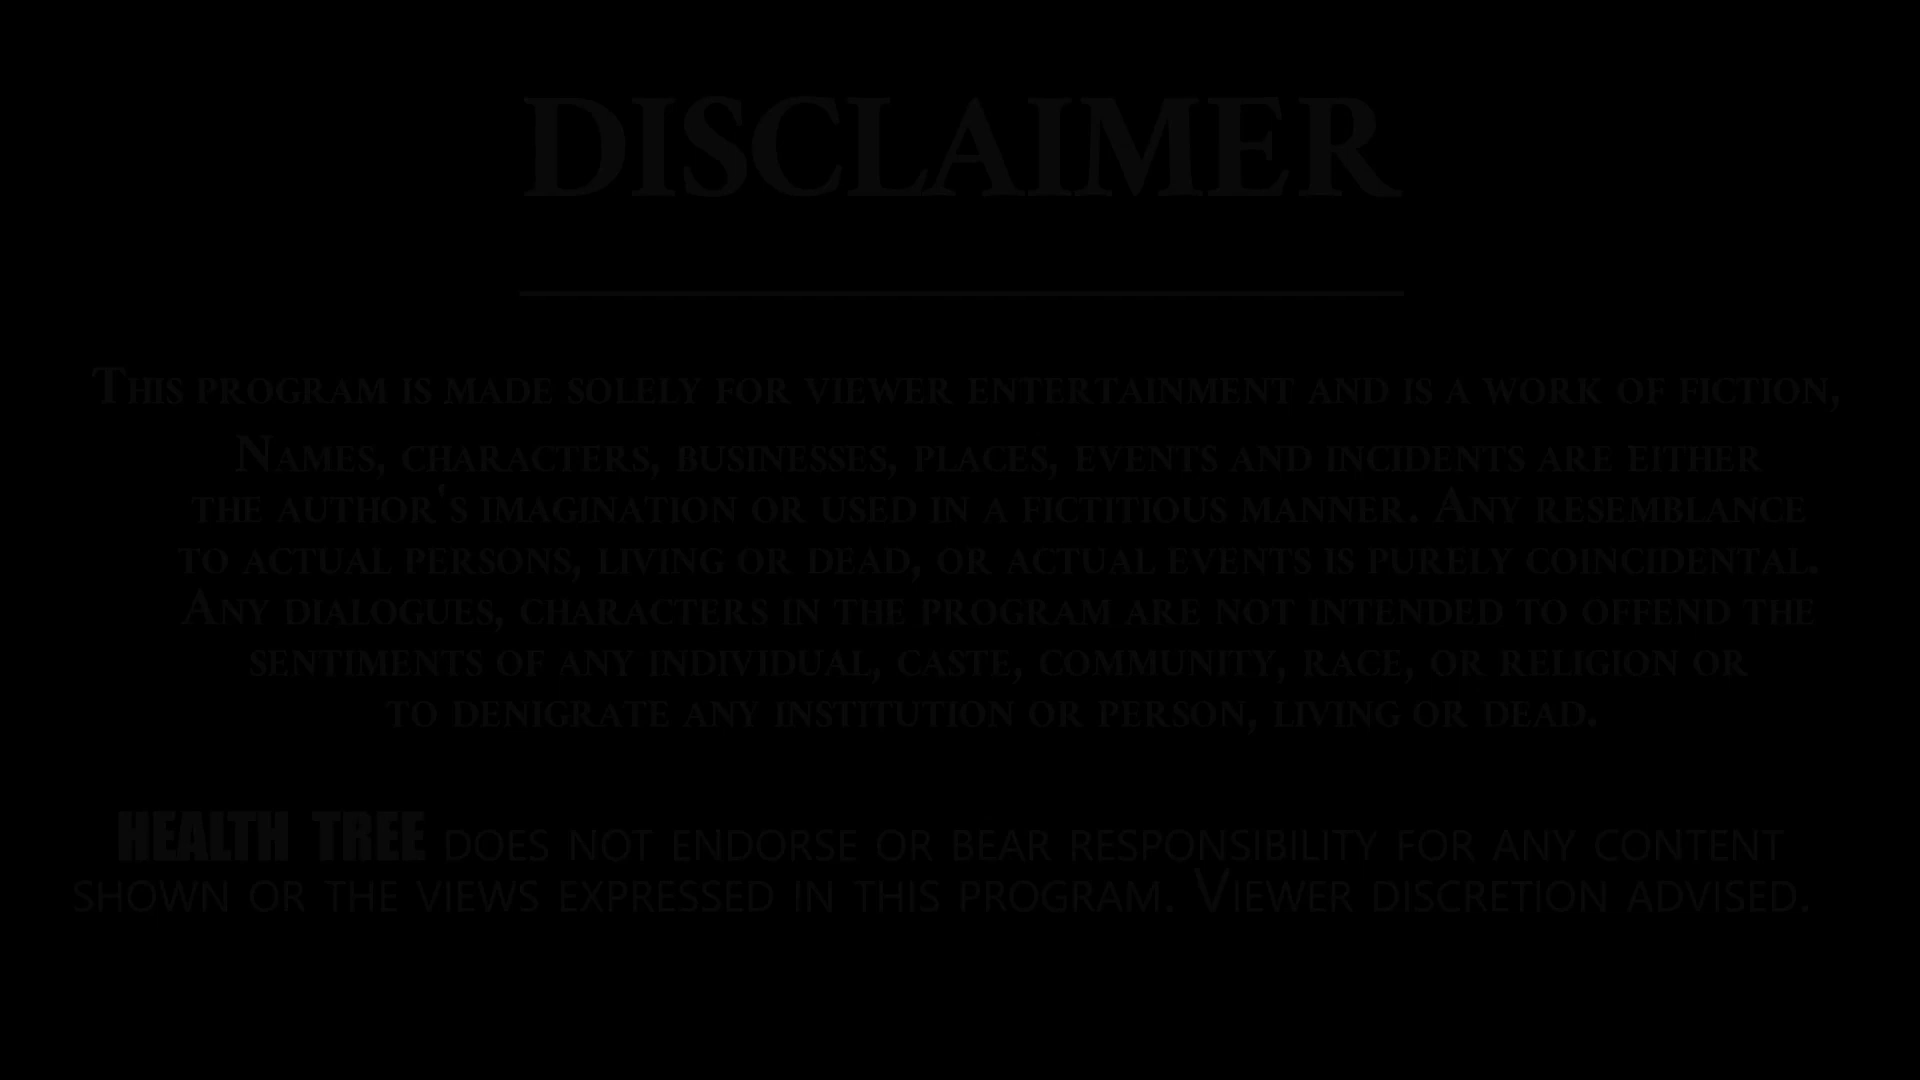 DISCLAIMER
This program is made solely for viewer entertainment and is a work of fiction,
Names, characters, businesses, places, events and incidents are either
the author's imagination or used in a fictitious manner. Any resemblance
to actual persons, living or dead, or actual events is purely coincidental.
Any dialogues, characters in the program are not intended to offend the
sentiments of any individual, caste, community, race, or religion or
to denigrate any institution or person, living or dead.
HEALTH TREE does not endorse or bear responsibility for any content
shown or the views expressed in this program. Viewer discretion advised.